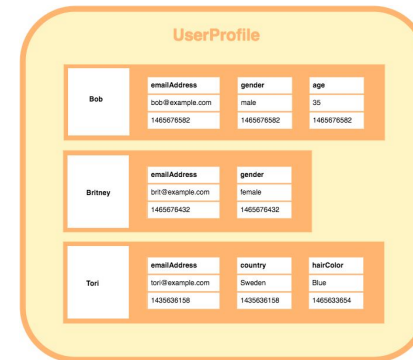 UserProfile
emailAddress gender age
Bob bob@example.com male 35
1465676582 1465676582 1465676582
emailAddress gender
Britney brit@example.com female
1465676432 1465676432
emailAddress country hairColor
Tori tori@example.com Sweden Blue
1435636158 1435636158 1465633654